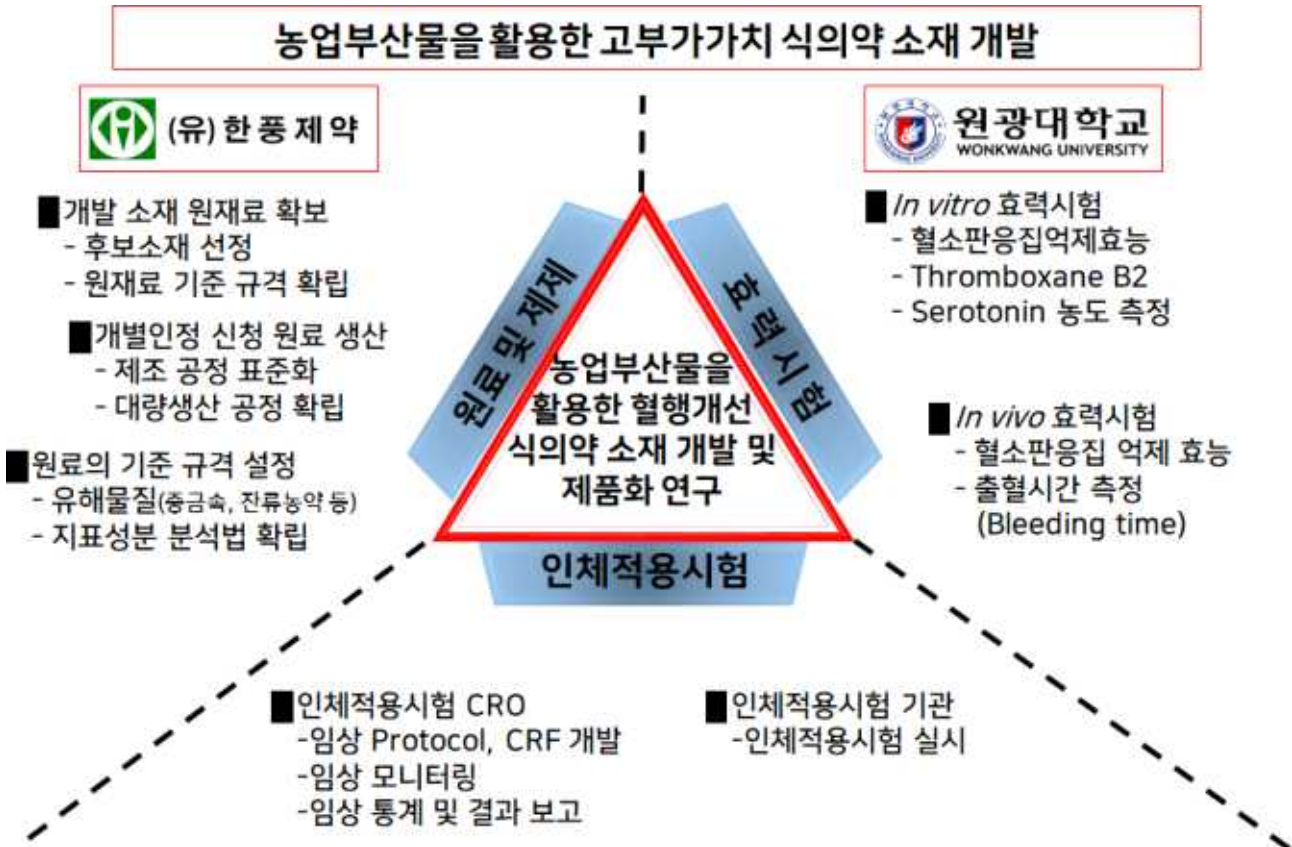 농업부산물을 활용한 고부가가치 식의약 소재 개발
(유) 한 풍 제 약
■개발 소재 원재료 확보
- 후보소재 선정
- 원재료 기준 규격 확립
■개별인정 신청 원료 생산
- 제조 공정 표준화
- 대량생산 공정 확립
■원료의 기준 규격 설정
- 유해물질(중금속, 잔류농약 등)
- 지표성분 분석법 확립
원광대학교
WONKWANG UNIVERSITY
■In vitro 효력시험
- 혈소판응집억제효능
- Thromboxane B2
- Serotonin 농도 측정
■In vivo 효력시험
- 혈소판응집 억제 효능
- 출혈시간 측정
(Bleeding time)
원료 및 제제
효력시험
농업부산물을
활용한 혈행개선
식의약 소재 개발 및
제품화 연구
인체적용시험
■인체적용시험 CRO
-임상 Protocol, CRF 개발
-임상 모니터링
-임상 통계 및 결과 보고
■인체적용시험 기관
-인체적용시험 실시